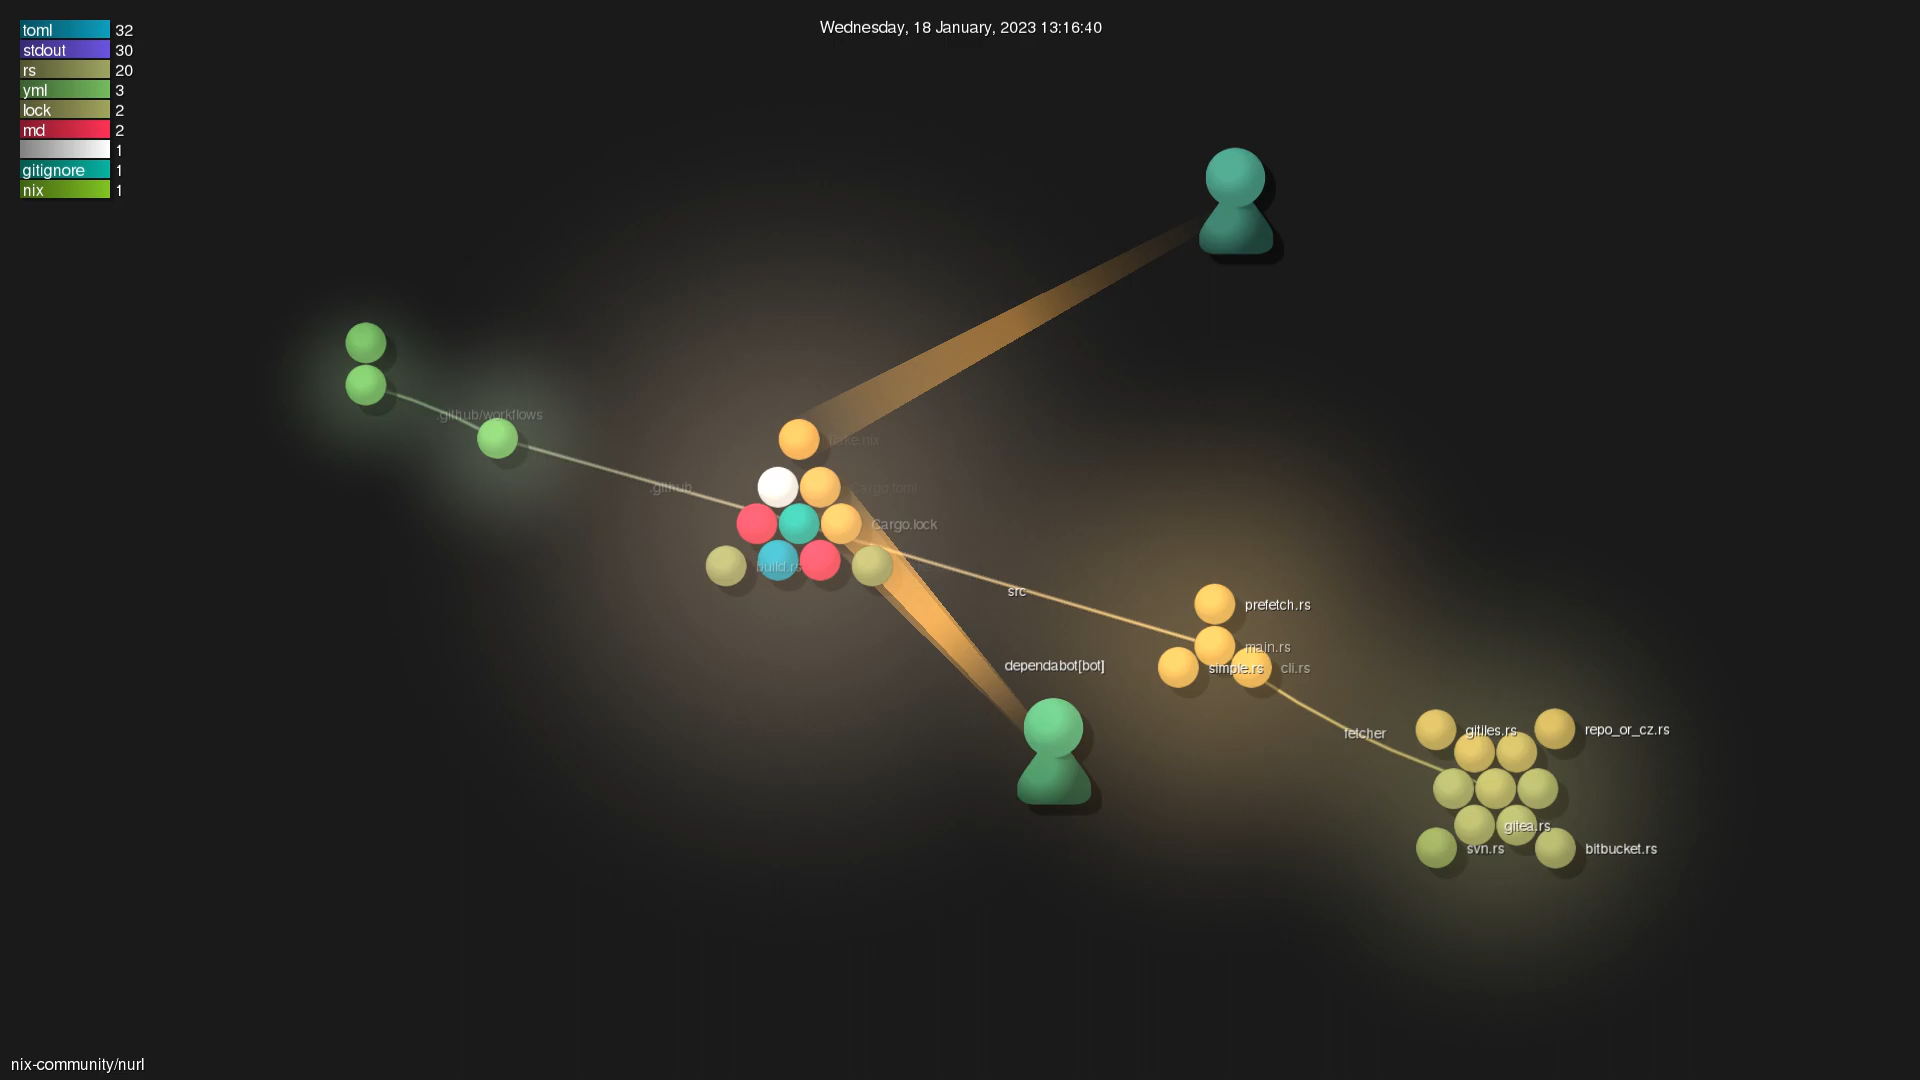 Wednesday, 18 January, 2023 13:16:40
toml 32
stdout 30
rs 20
yml 3
lock 2
md 2
1
gitignore 1
nix 1
.github/workflows
flake.nix
.github
Cargo.toml
Cargo.lock
build.rs
src
prefetch.rs
main.rs
simple.rs
cli.rs
dependabot[bot]
fetcher
gitiles.rs
repo_or_cz.rs
gitea.rs
svn.rs
bitbucket.rs
nix-community/nurl